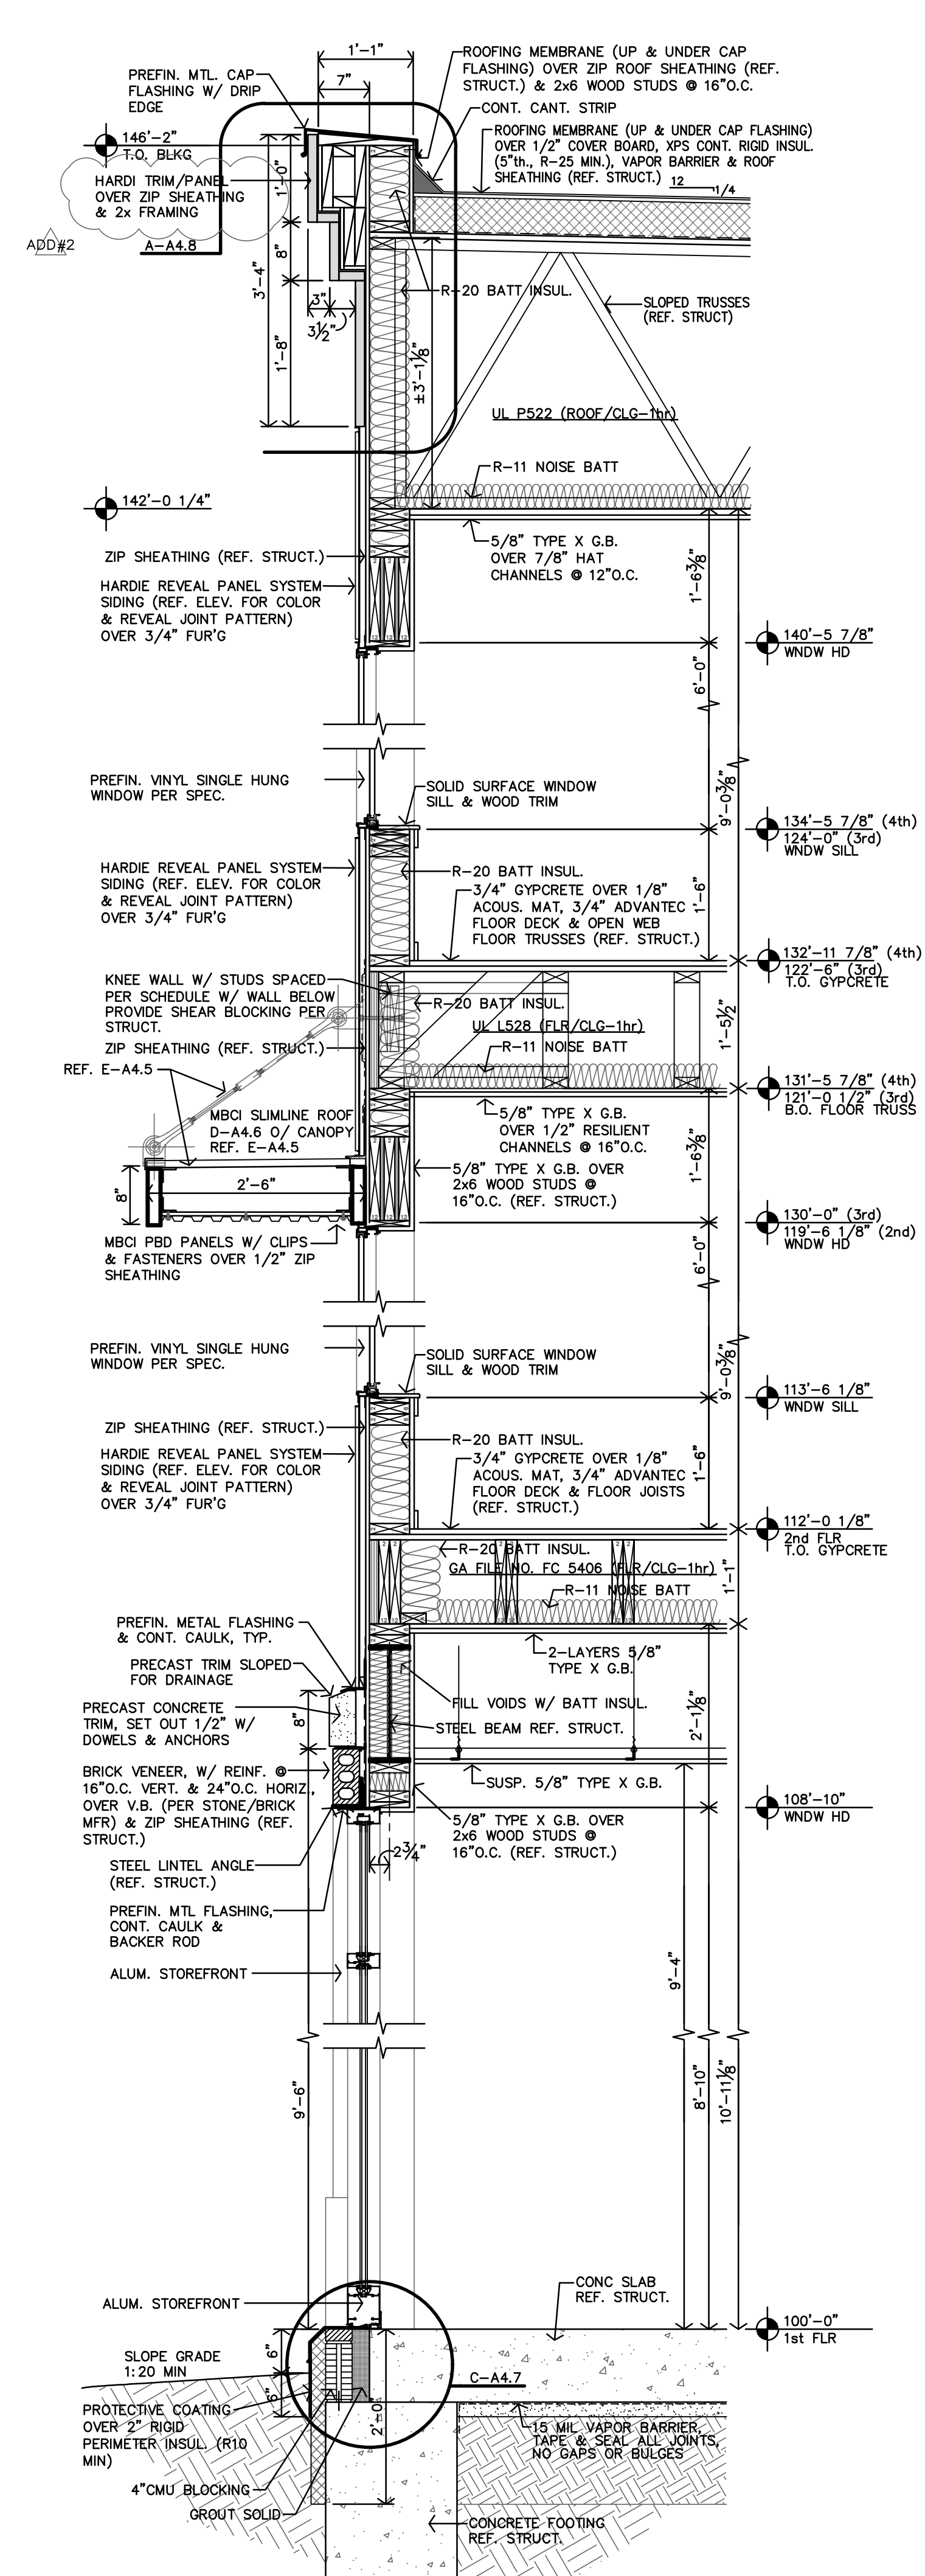 1'-1"
7"
PREFIN. MTL. CAP
FLASHING W/ DRIP
EDGE
ROOFING MEMBRANE (UP & UNDER CAP
FLASHING) OVER ZIP ROOF SHEATHING (REF.
STRUCT.) & 2x6 WOOD STUDS @ 16"O.C.
CONT. CANT. STRIP
ROOFING MEMBRANE (UP & UNDER CAP FLASHING)
OVER 1/2" COVER BOARD, XPS CONT. RIGID INSUL.
(5"th., R-25 MIN.), VAPOR BARRIER & ROOF
SHEATHING (REF. STRUCT.)
12
1/4
146'-2"
T.O. BLKG
HARDI TRIM/PANEL
OVER ZIP SHEATHING
& 2x FRAMING
ADD#2
A-A4.8
1'-0"
8"
3'-4"
3"
3½"
1'-8"
R-20 BATT INSUL.
±3'-1⅛"
SLOPED TRUSSES
(REF. STRUCT)
UL P522 (ROOF/CLG-1hr)
R-11 NOISE BATT
142'-0 1/4"
5/8" TYPE X G.B.
OVER 7/8" HAT
CHANNELS @ 12"O.C.
ZIP SHEATHING (REF. STRUCT.)
HARDIE REVEAL PANEL SYSTEM
SIDING (REF. ELEV. FOR COLOR
& REVEAL JOINT PATTERN)
OVER 3/4" FUR'G
1'-6⅜"
140'-5 7/8"
WNDW HD
6'-0"
PREFIN. VINYL SINGLE HUNG
WINDOW PER SPEC.
SOLID SURFACE WINDOW
SILL & WOOD TRIM
9'-0⅜"
134'-5 7/8" (4th)
124'-0" (3rd)
WNDW SILL
HARDIE REVEAL PANEL SYSTEM
SIDING (REF. ELEV. FOR COLOR
& REVEAL JOINT PATTERN)
OVER 3/4" FUR'G
R-20 BATT INSUL.
3/4" GYPCRETE OVER 1/8"
ACOUS. MAT, 3/4" ADVANTEC
FLOOR DECK & OPEN WEB
FLOOR TRUSSES (REF. STRUCT.)
1'-6"
132'-11 7/8" (4th)
122'-6" (3rd)
T.O. GYPCRETE
KNEE WALL W/ STUDS SPACED
PER SCHEDULE W/ WALL BELOW
PROVIDE SHEAR BLOCKING PER
STRUCT.
ZIP SHEATHING (REF. STRUCT.)
R-20 BATT INSUL.
UL L528 (FLR/CLG-1hr)
R-11 NOISE BATT
1'-5½"
REF. E-A4.5
131'-5 7/8" (4th)
121'-0 1/2" (3rd)
B.O. FLOOR TRUSS
MBCI SLIMLINE ROOF
D-A4.6 O/ CANOPY
REF. E-A4.5
5/8" TYPE X G.B.
OVER 1/2" RESILIENT
CHANNELS @ 16"O.C.
1'-6⅜"
8"
2'-6"
5/8" TYPE X G.B. OVER
2x6 WOOD STUDS @
16"O.C. (REF. STRUCT.)
130'-0" (3rd)
119'-6 1/8" (2nd)
WNDW HD
MBCI PBD PANELS W/ CLIPS
& FASTENERS OVER 1/2" ZIP
SHEATHING
6'-0"
PREFIN. VINYL SINGLE HUNG
WINDOW PER SPEC.
SOLID SURFACE WINDOW
SILL & WOOD TRIM
9'-0⅜"
113'-6 1/8"
WNDW SILL
ZIP SHEATHING (REF. STRUCT.)
HARDIE REVEAL PANEL SYSTEM
SIDING (REF. ELEV. FOR COLOR
& REVEAL JOINT PATTERN)
OVER 3/4" FUR'G
R-20 BATT INSUL.
3/4" GYPCRETE OVER 1/8"
ACOUS. MAT, 3/4" ADVANTEC
FLOOR DECK & FLOOR JOISTS
(REF. STRUCT.)
1'-6"
112'-0 1/8"
2nd FLR
T.O. GYPCRETE
R-20 BATT INSUL.
GA FILE NO. FC 5406 (FLR/CLG-1hr)
R-11 NOISE BATT
1'-1"
PREFIN. METAL FLASHING
& CONT. CAULK, TYP.
2-LAYERS 5/8"
TYPE X G.B.
PRECAST TRIM SLOPED
FOR DRAINAGE
PRECAST CONCRETE
TRIM, SET OUT 1/2" W/
DOWELS & ANCHORS
8"
FILL VOIDS W/ BATT INSUL.
STEEL BEAM REF. STRUCT.
2'-1⅛"
BRICK VENEER, W/ REINF. @
16"O.C. VERT. & 24"O.C. HORIZ.,
OVER V.B. (PER STONE/BRICK
MFR) & ZIP SHEATHING (REF.
STRUCT.)
SUSP. 5/8" TYPE X G.B.
108'-10"
WNDW HD
5/8" TYPE X G.B. OVER
2x6 WOOD STUDS @
16"O.C. (REF. STRUCT.)
2¾"
STEEL LINTEL ANGLE
(REF. STRUCT.)
PREFIN. MTL FLASHING,
CONT. CAULK &
BACKER ROD
ALUM. STOREFRONT
9'-4"
9'-6"
8'-10"
10'-11⅛"
ALUM. STOREFRONT
CONC SLAB
REF. STRUCT.
100'-0"
1st FLR
SLOPE GRADE
1:20 MIN
6"
6"
C-A4.7
PROTECTIVE COATING
OVER 2" RIGID
PERIMETER INSUL. (R10
MIN)
2'-0"
15 MIL VAPOR BARRIER,
TAPE & SEAL ALL JOINTS,
NO GAPS OR BULGES
4"CMU BLOCKING
GROUT SOLID
CONCRETE FOOTING
REF. STRUCT.